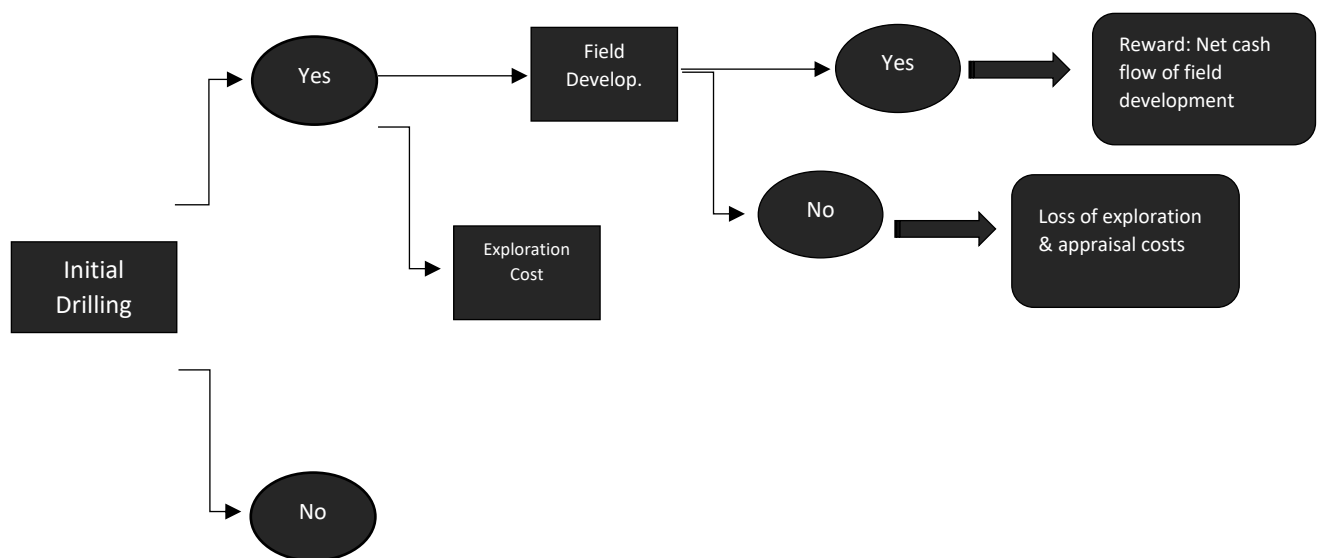 Yes
Field
Develop.
Yes
Reward: Net cash
flow of field
development
No
Loss of exploration
& appraisal costs
Initial
Drilling
Exploration
Cost
No